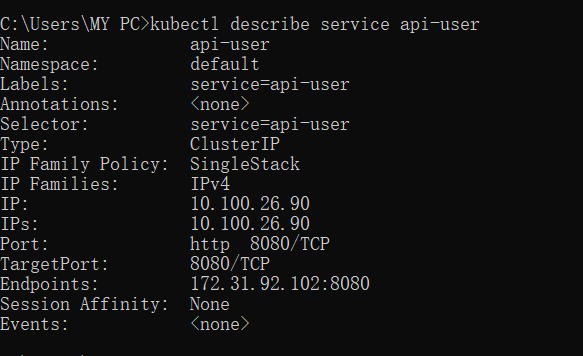 C:\Users\MY PC>kubectl describe service api-user
Name: api-user
Namespace: default
Labels: service=api-user
Annotations: <none>
Selector: service=api-user
Type: ClusterIP
IP Family Policy: SingleStack
IP Families: IPv4
IP: 10.100.26.90
IPs: 10.100.26.90
Port: http 8080/TCP
TargetPort: 8080/TCP
Endpoints: 172.31.92.102:8080
Session Affinity: None
Events: <none>